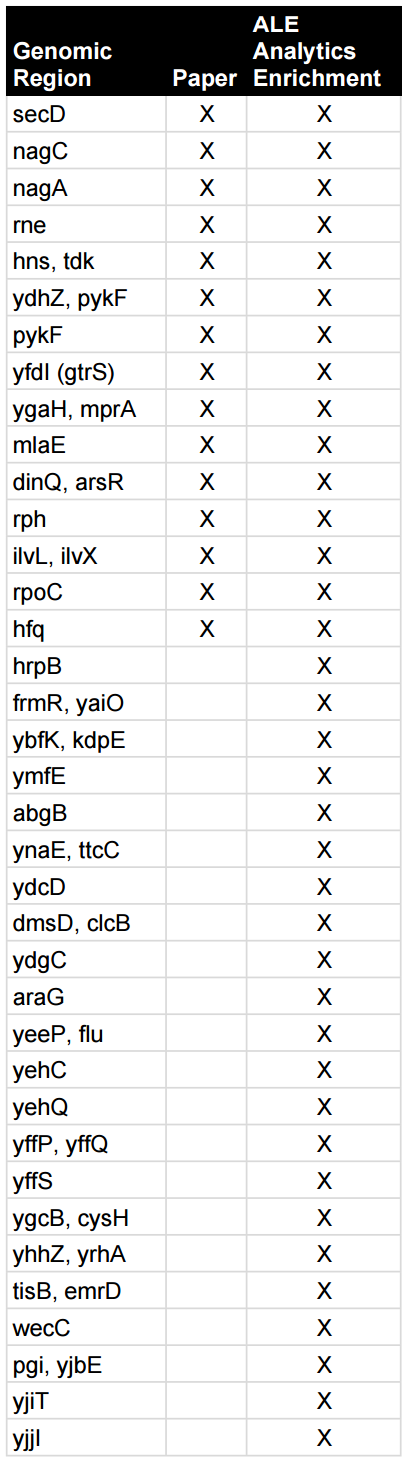 Genomic Region Paper ALE Analytics Enrichment
secD X X
nagC X X
nagA X X
rne X X
hns, tdk X X
ydhZ, pykF X X
pykF X X
yfdI (gtrS) X X
ygaH, mprA X X
mlaE X X
dinQ, arsR X X
rph X X
ilvL, ilvX X X
rpoC X X
hfq X X
hrpB X
frmR, yaiO X
ybfK, kdpE X
ymfE X
abgB X
ynaE, ttcC X
ydcD X
dmsD, clcB X
ydgC X
araG X
yeeP, flu X
yehC X
yehQ X
yffP, yffQ X
yffS X
ygcB, cysH X
yhhZ, yrhA X
tisB, emrD X
wecC X
pgi, yjbE X
yjiT X
yjjI X